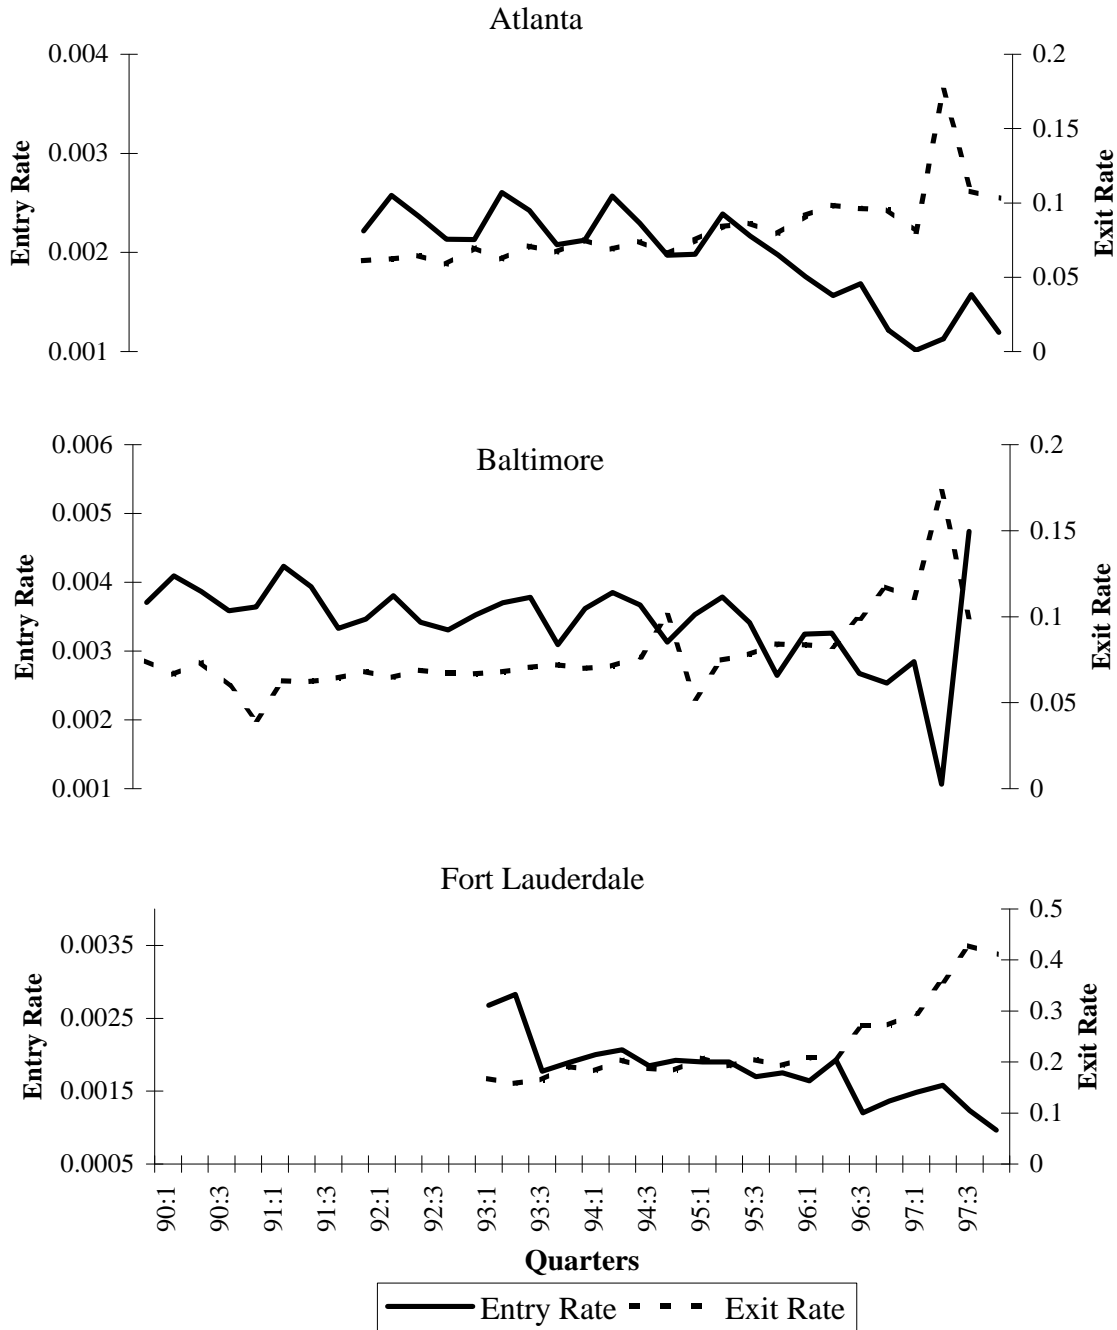 Atlanta
0.004
0.003
0.002
0.001
Entry Rate
0.2
0.15
0.1
0.05
0
Exit Rate
Baltimore
0.006
0.005
0.004
0.003
0.002
0.001
Entry Rate
0.2
0.15
0.1
0.05
0
Exit Rate
Fort Lauderdale
0.0035
0.0025
0.0015
0.0005
Entry Rate
0.5
0.4
0.3
0.2
0.1
0
Exit Rate
90:1 90:3 91:1 91:3 92:1 92:3 93:1 93:3 94:1 94:3 95:1 95:3 96:1 96:3 97:1 97:3
Quarters
Entry Rate Exit Rate